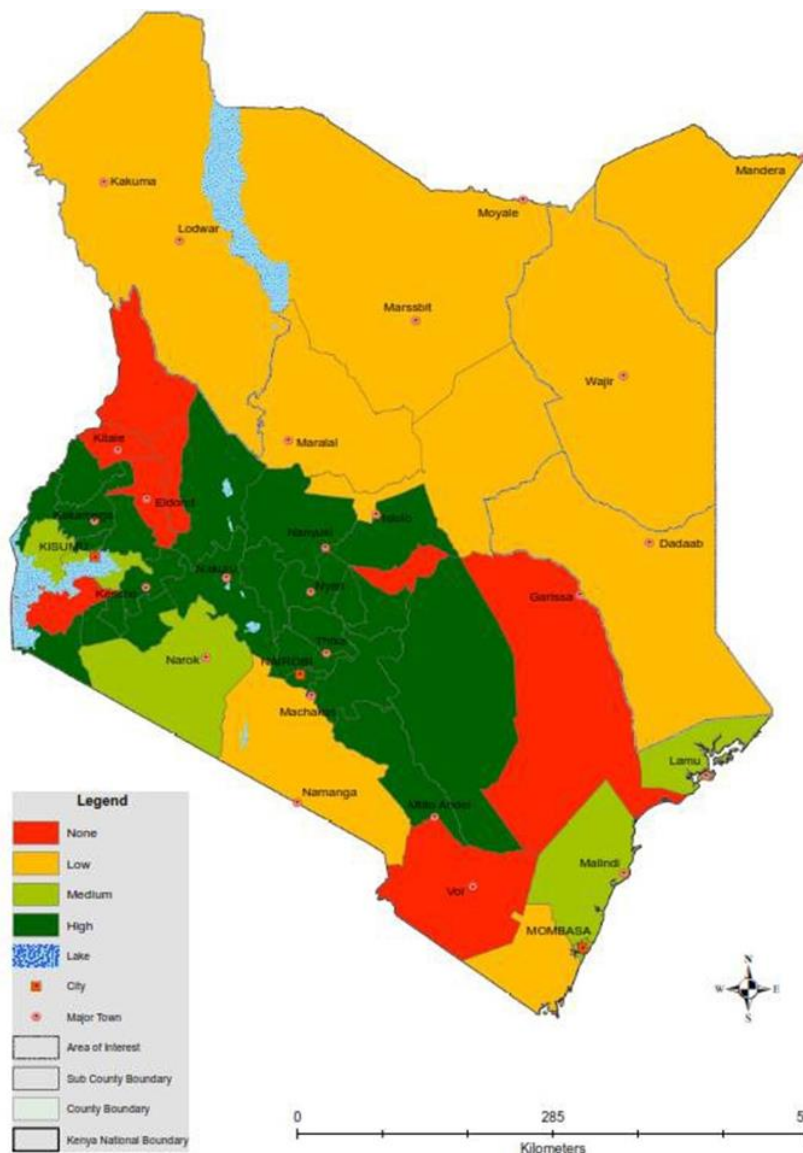 Mandera
Kakuma
Moyale
Lodwar
Marssbit
Wajir
Kitale
Maralal
Eldoret
Kakamega
Isiolo
KISUMU
Nanyuki
Dadaab
Nakuru
Kericho
Nyeri
Garissa
Thika
Narok
NAIROBI
Machakos
Lamu
Namanga
Mtito Andei
Malindi
Voi
MOMBASA
Legend
None
Low
Medium
High
Lake
City
Major Town
Area of Interest
Sub County Boundary
County Boundary
Kenya National Boundary
N
W E
S
0 285
Kilometers